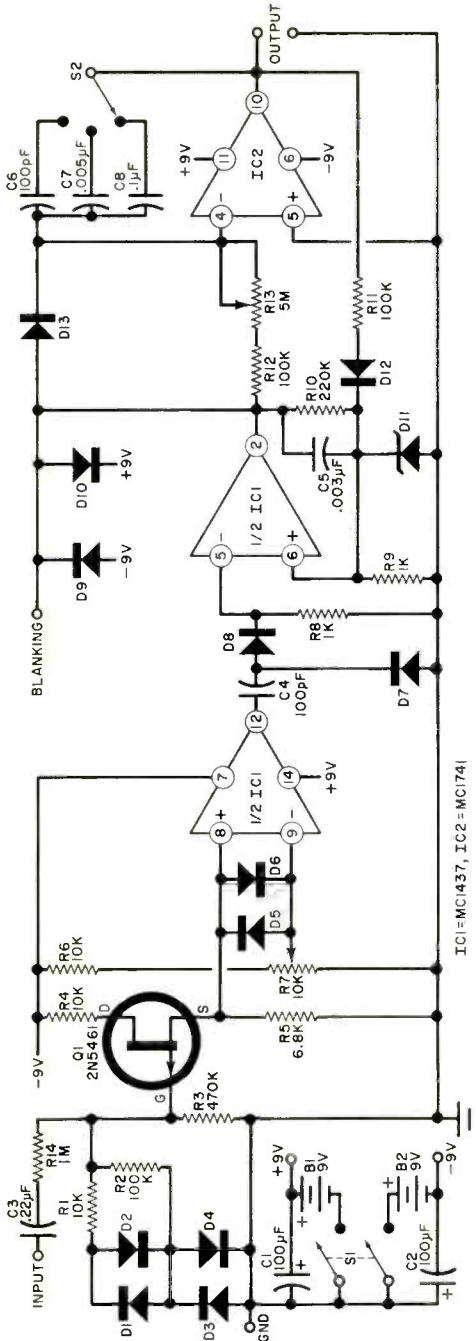 INPUT
C3
.22µF
R14
1M
R1
10K
D2
D1
R2
100
K
D3
D4
GND
R3
470K
G
Q1
2N5461
D
S
-9V
R4
10K
R6
10K
R5
6.8K
R7
10K
D5
D6
8
+
9
-
7
14
1/2 IC1
+9V
12
C4
100pF
D7
D8
R8
1K
5
-
6
+
1/2 IC1
2
R9
1K
C5
.003µF
R10
220K
D11
D12
R11
100K
R12
100K
R13
5M
BLANKING
D9
-9V
D10
+9V
D13
C6
100pF
C7
.005µF
C8
.1µF
S2
4
-
5
+
+9V
11
IC2
6
-9V
10
OUTPUT
C1
100µF
+
+9V
B1
9V
+
S1
B2
9V
+
C2
100µF
+
-9V
IC1=MC1437, IC2=MC1741